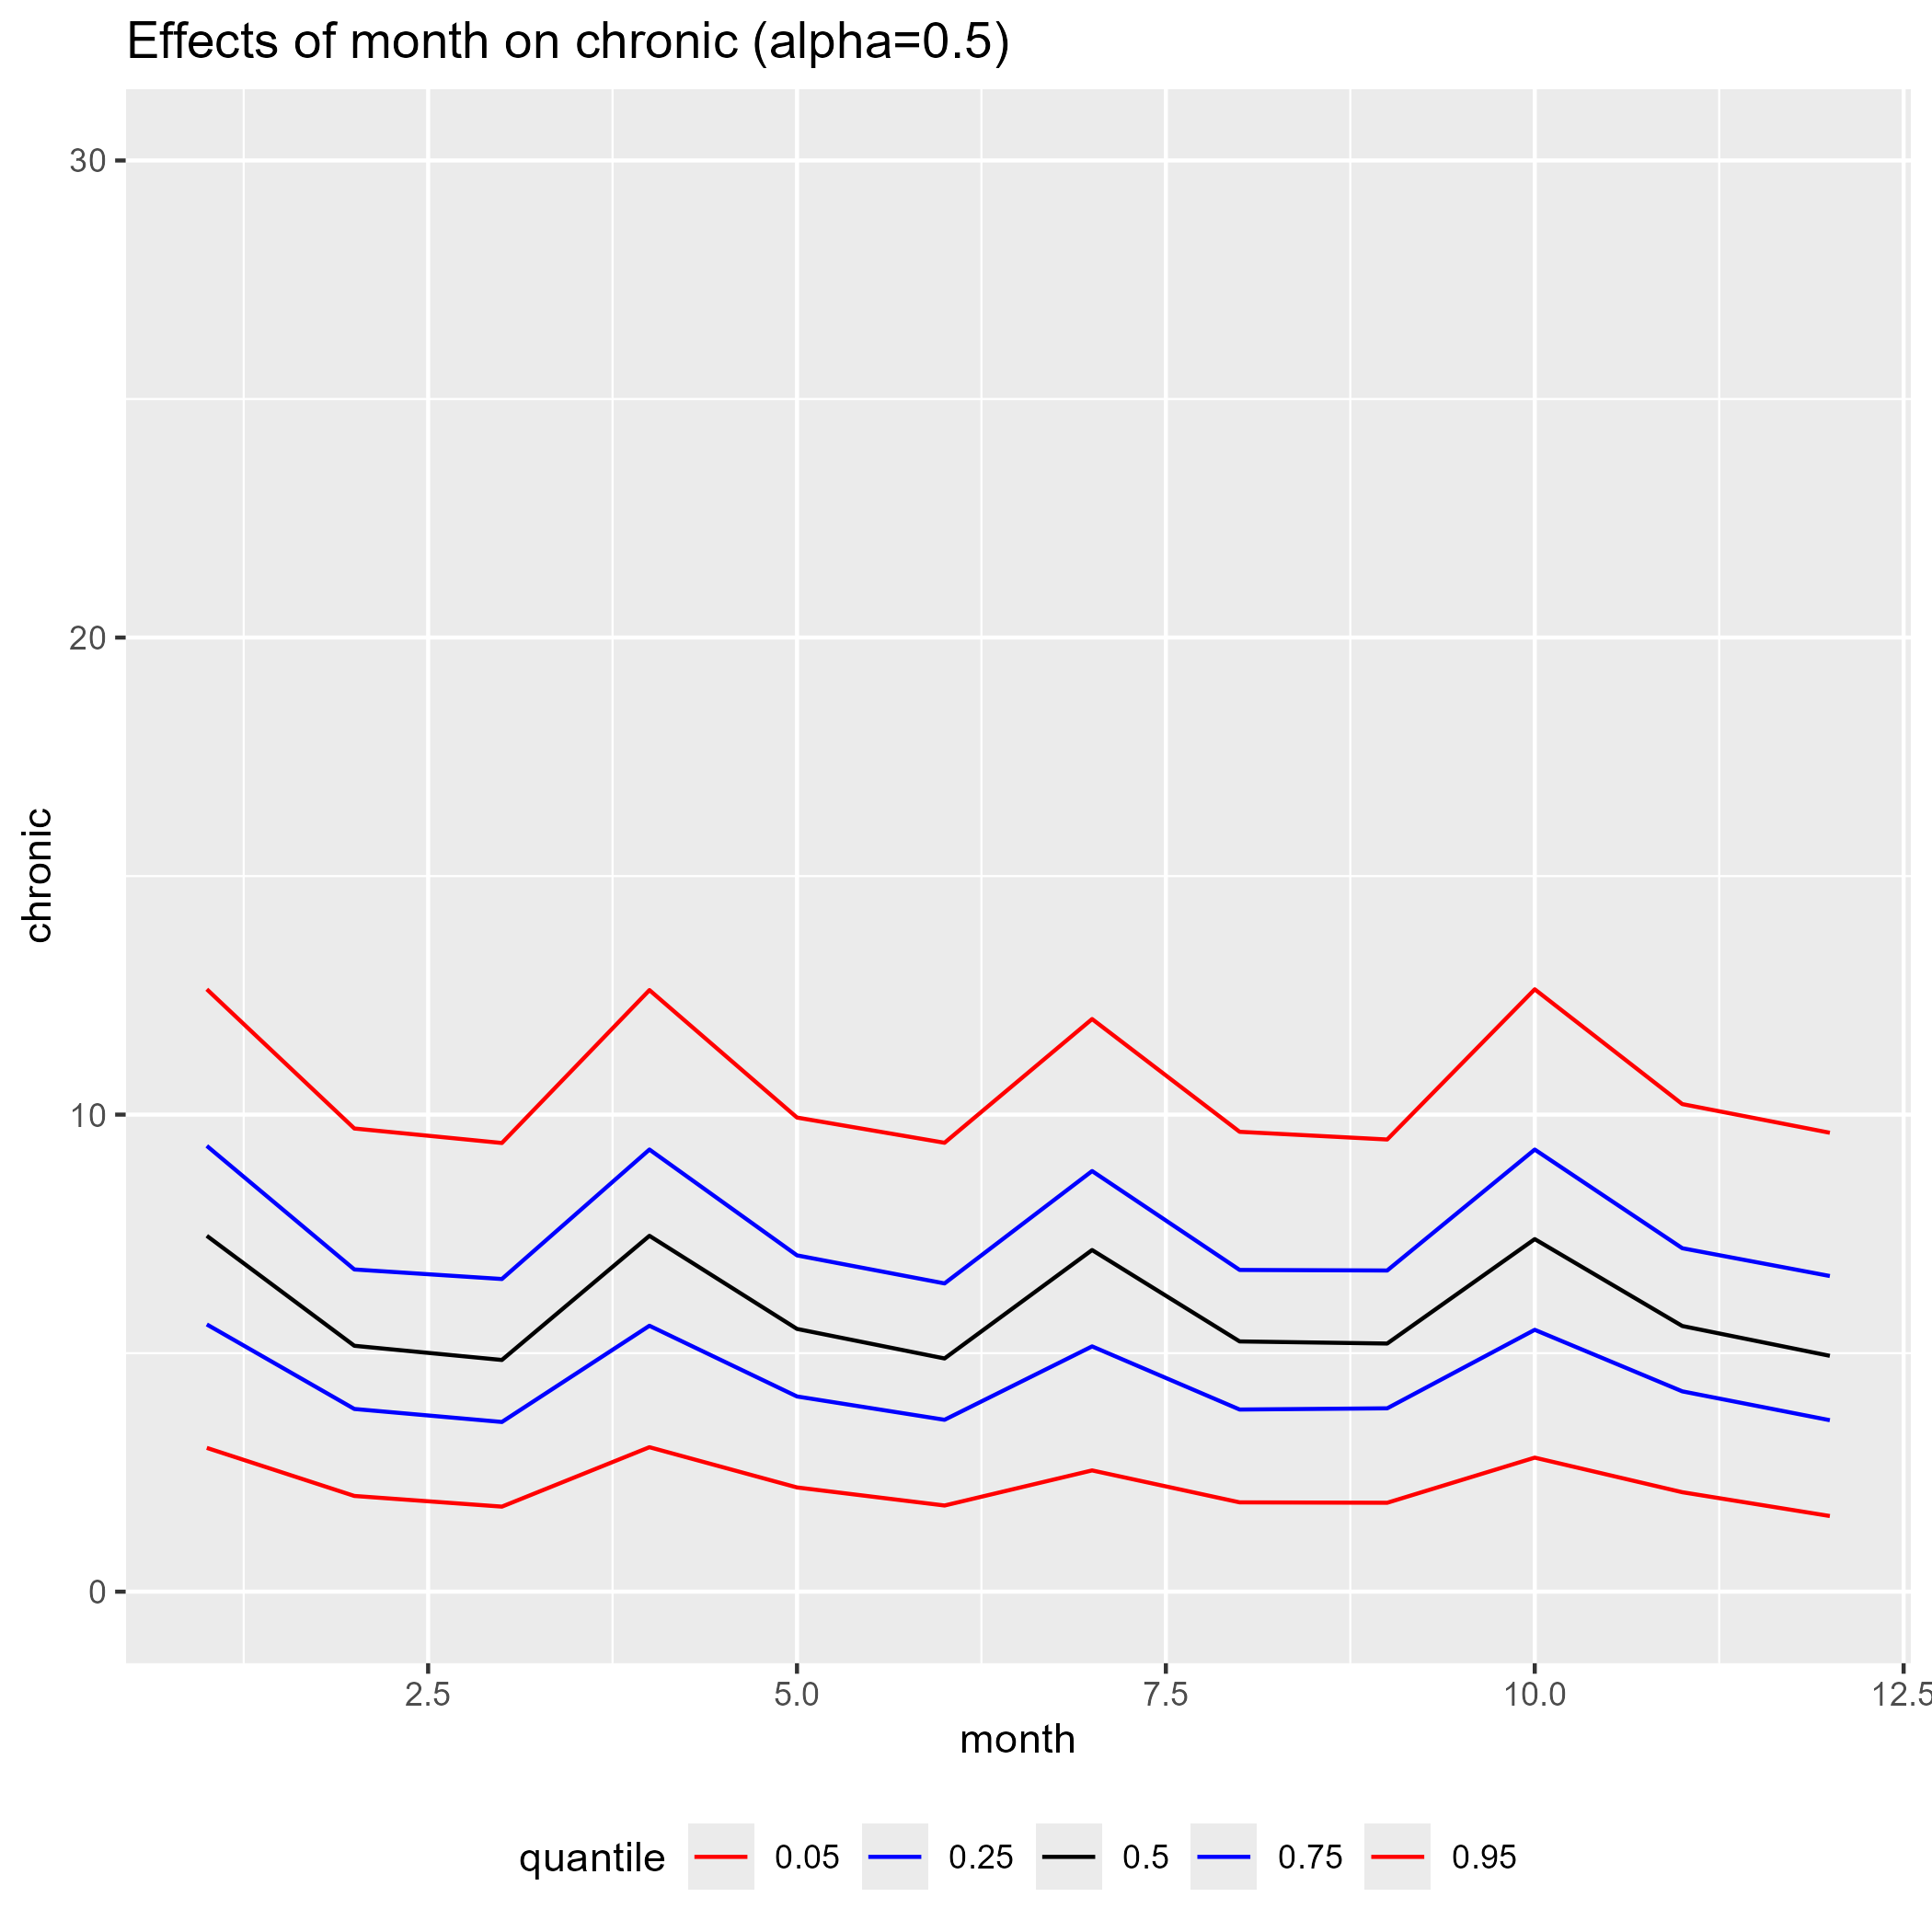 Effects of month on chronic (alpha=0.5)
30
20
10
0
chronic
2.5 5.0 7.5 10.0 12.5
month
quantile 0.05 0.25 0.5 0.75 0.95